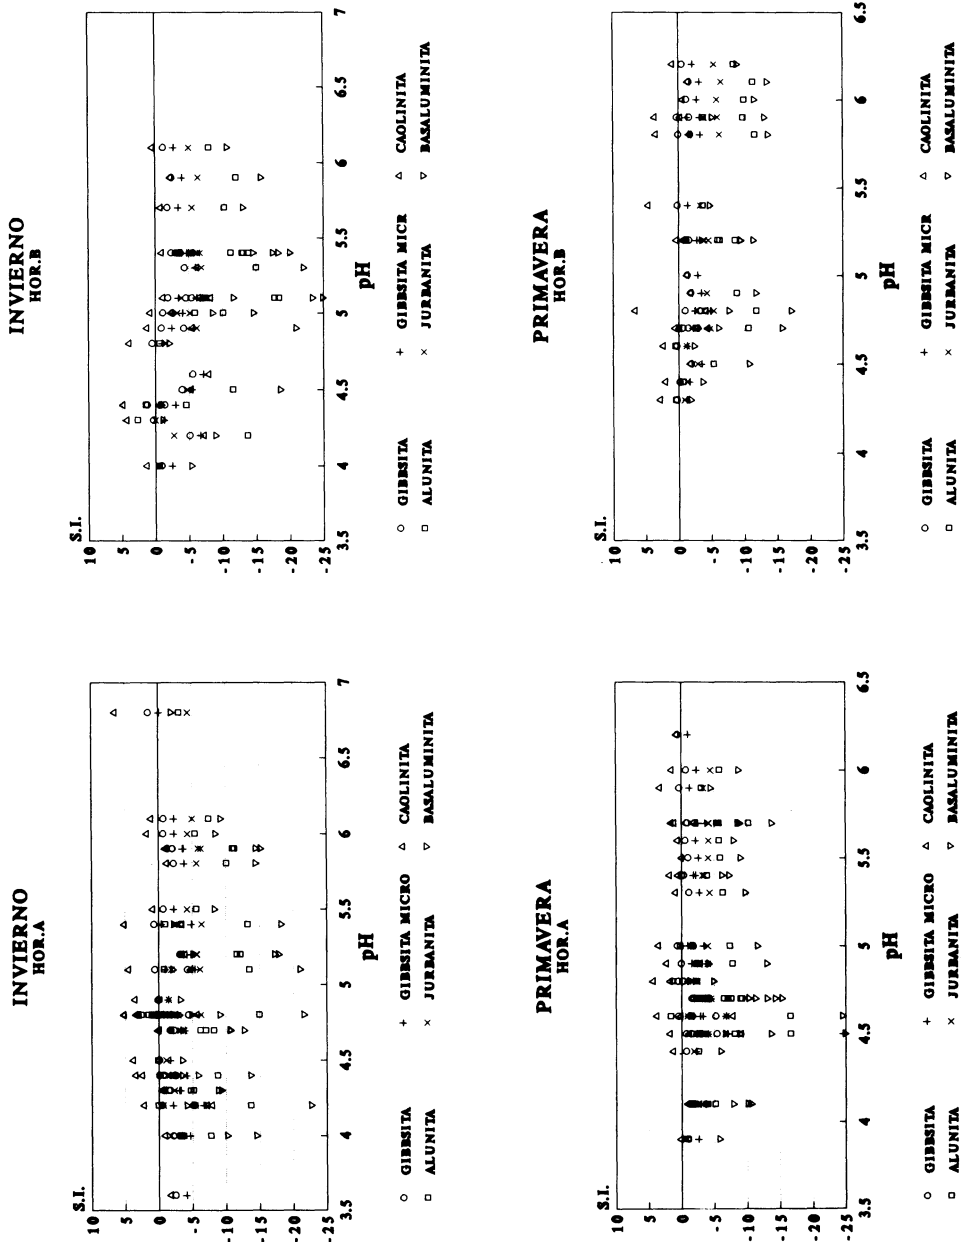 INVIERNO
HOR.A
S.I.
10
5
0
-5
-10
-15
-20
-25
3.5 4 4.5 5 5.5 6 6.5 7
pH
○ GIBBSITA + GIBBSITA MICRO △ CAOLINITA
□ ALUNITA × JURBANITA ▽ BASALUMINITA
INVIERNO
HOR.B
S.I.
10
5
0
-5
-10
-15
-20
-25
3.5 4 4.5 5 5.5 6 6.5 7
pH
○ GIBBSITA + GIBBSITA MICR △ CAOLINITA
□ ALUNITA × JURBANITA ▽ BASALUMINITA
PRIMAVERA
HOR.A
S.I.
10
5
0
-5
-10
-15
-20
-25
3.5 4 4.5 5 5.5 6 6.5
pH
○ GIBBSITA + GIBBSITA MICRO △ CAOLINITA
□ ALUNITA × JURBANITA ▽ BASALUMINITA
PRIMAVERA
HOR.B
S.I.
10
5
0
-5
-10
-15
-20
-25
3.5 4 4.5 5 5.5 6 6.5
pH
○ GIBBSITA + GIBBSITA MICR △ CAOLINITA
□ ALUNITA × JURBANITA ▽ BASALUMINITA